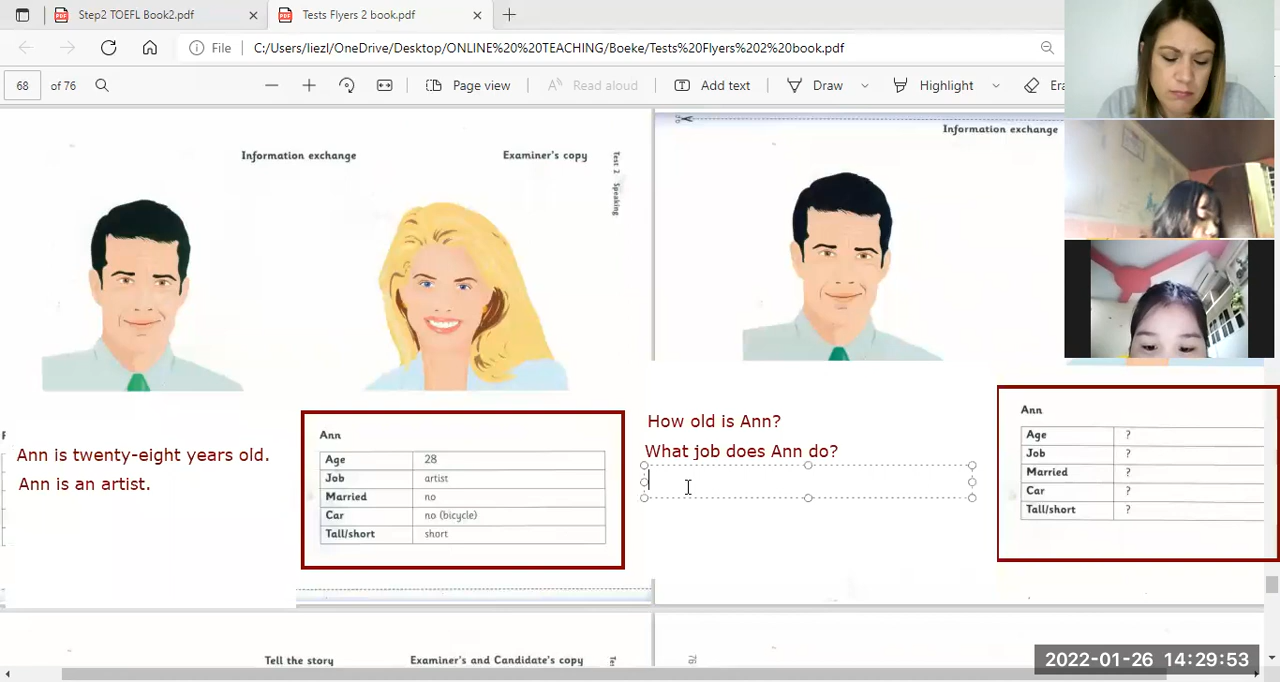 Step2 TOEFL Book2.pdf
Tests Flyers 2 book.pdf
File
C:/Users/liezl/OneDrive/Desktop/ONLINE%20%20TEACHING/Boeke/Tests%20Flyers%202%20book.pdf
68 of 76
Page view
Read aloud
Add text
Draw
Highlight
Information exchange
Examiner's copy
Test 2 Speaking
Information exchange
Ann is twenty-eight years old.
Ann is an artist.
Ann
Age 28
Job artist
Married no
Car no (bicycle)
Tall/short short
How old is Ann?
What job does Ann do?
Ann
Age ?
Job ?
Married ?
Car ?
Tall/short ?
Tell the story
Examiner's and Candidate's copy
2022-01-26 14:29:53